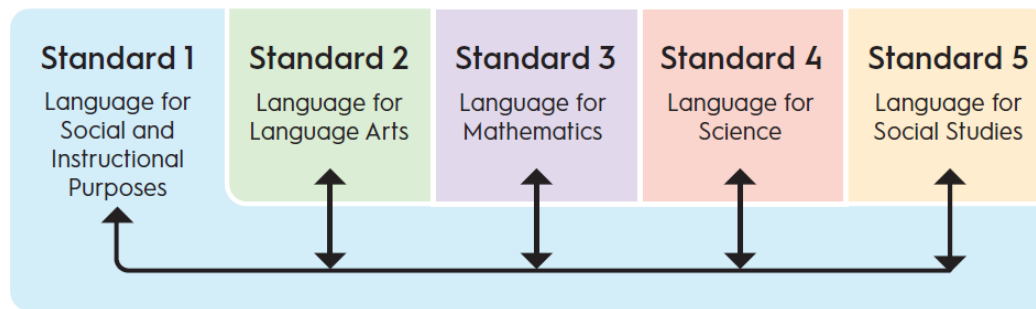 Standard 1
Language for
Social and
Instructional
Purposes
Standard 2
Language for
Language Arts
Standard 3
Language for
Mathematics
Standard 4
Language for
Science
Standard 5
Language for
Social Studies